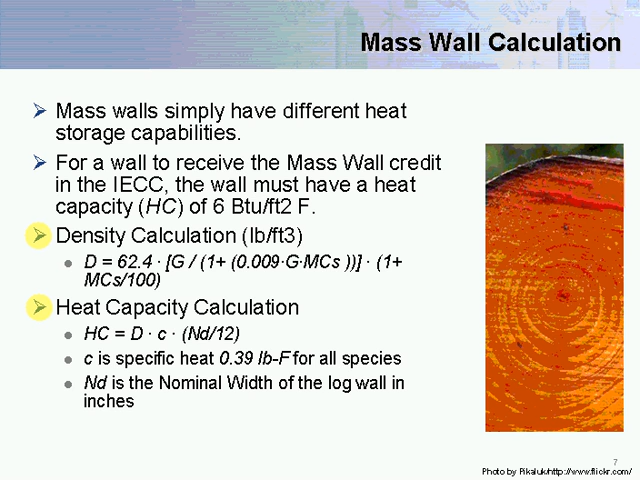 Mass Wall Calculation
Mass walls simply have different heat
storage capabilities.
For a wall to receive the Mass Wall credit
in the IECC, the wall must have a heat
capacity (HC) of 6 Btu/ft2 F.
Density Calculation (lb/ft3)
D = 62.4 · [G / (1+ (0.009·G·MCs ))] · (1+
MCs/100)
Heat Capacity Calculation
HC = D · c · (Nd/12)
c is specific heat 0.39 lb-F for all species
Nd is the Nominal Width of the log wall in
inches
7
Photo by Pikaluk/http://www.flickr.com/